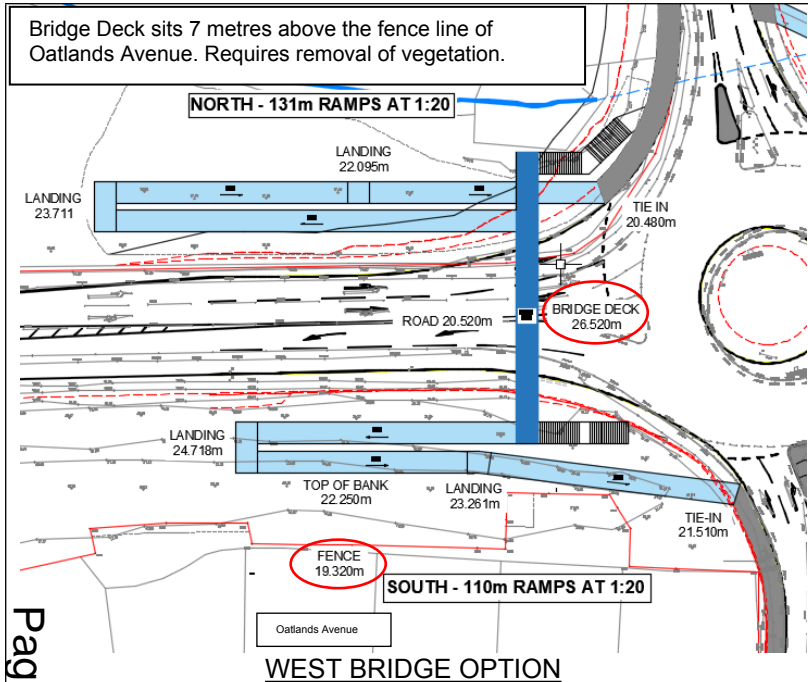 Bridge Deck sits 7 metres above the fence line of
Oatlands Avenue. Requires removal of vegetation.
NORTH - 131m RAMPS AT 1:20
LANDING
22.095m
LANDING
23.711
TIE IN
20.480m
BRIDGE DECK
26.520m
ROAD 20.520m
LANDING
24.718m
TOP OF BANK
22.250m
LANDING
23.261m
TIE-IN
21.510m
FENCE
19.320m
SOUTH - 110m RAMPS AT 1:20
Oatlands Avenue
Pag
WEST BRIDGE OPTION